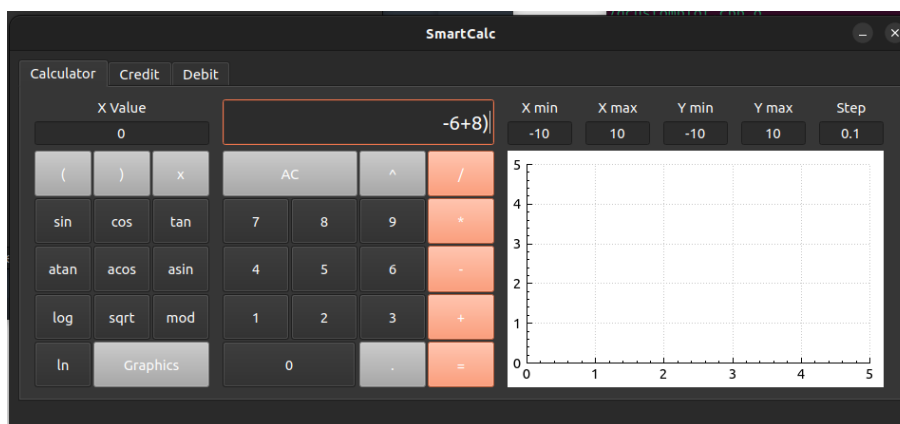 SmartCalc
Calculator Credit Debit
X Value
0
-6+8)
X min X max Y min Y max Step
-10 10 -10 10 0.1
( ) x AC ^ /
sin cos tan 7 8 9 *
atan acos asin 4 5 6 -
log sqrt mod 1 2 3 +
ln Graphics 0 . =
5
4
3
2
1
0
0 1 2 3 4 5